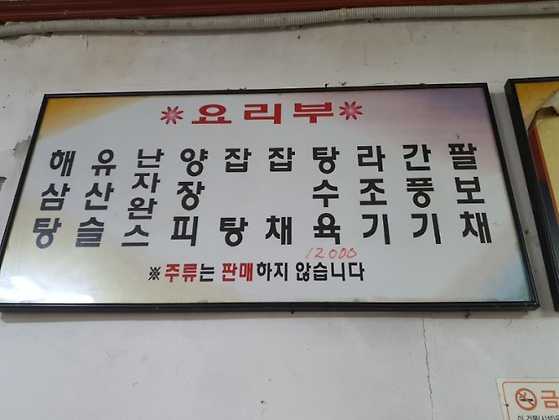 ※요리부※
해삼탕
유산슬
난자완스
양장피
잡탕
잡채
탕수육
12.000
라조기
간풍기
팔보채
※주류는 판매하지 않습니다
금